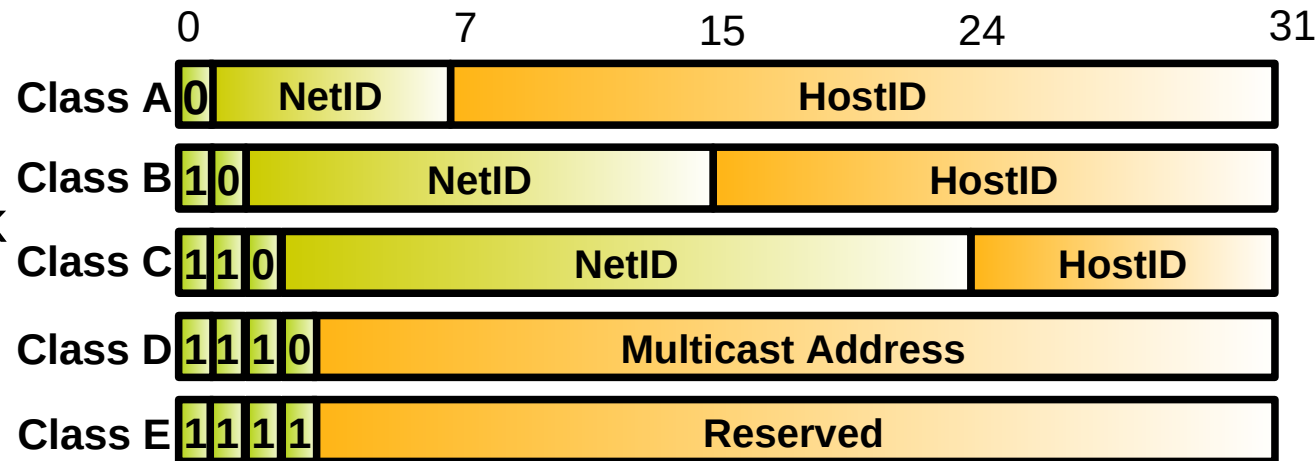 0 7 15 24 31
Class A 0 NetID HostID
Class B 1 0 NetID HostID
Class C 1 1 0 NetID HostID
Class D 1 1 1 0 Multicast Address
Class E 1 1 1 1 Reserved